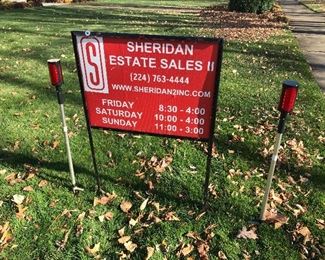 S
SHERIDAN
ESTATE SALES II
(224) 763-4444
WWW.SHERIDAN2INC.COM
FRIDAY 8:30 - 4:00
SATURDAY 10:00 - 4:00
SUNDAY 11:00 - 3:00